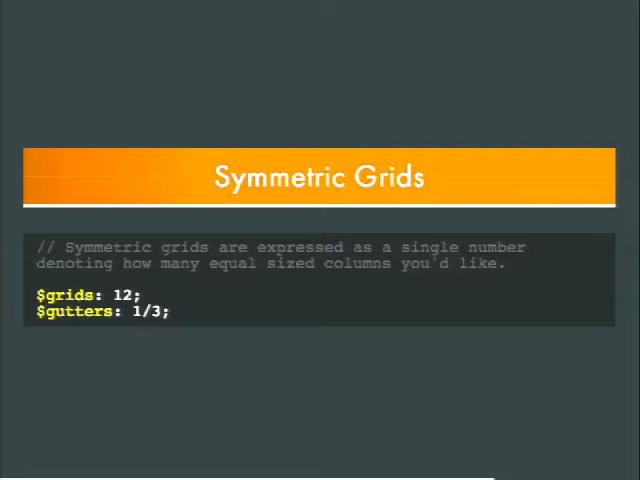 Symmetric Grids
// Symmetric grids are expressed as a single number
denoting how many equal sized columns you'd like.
$grids: 12;
$gutters: 1/3;